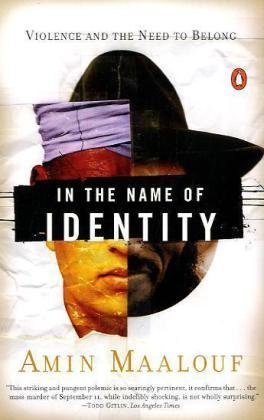 VIOLENCE AND THE NEED TO BELONG
IN THE NAME OF
IDENTITY
AMIN MAALOUF
"This striking and pungent polemic is so searingly pertinent, it confirms that . . . the
mass murder of September 11, while indefibly shocking, is not wholly surprising."
—TODD GITLIN, Los Angeles Times